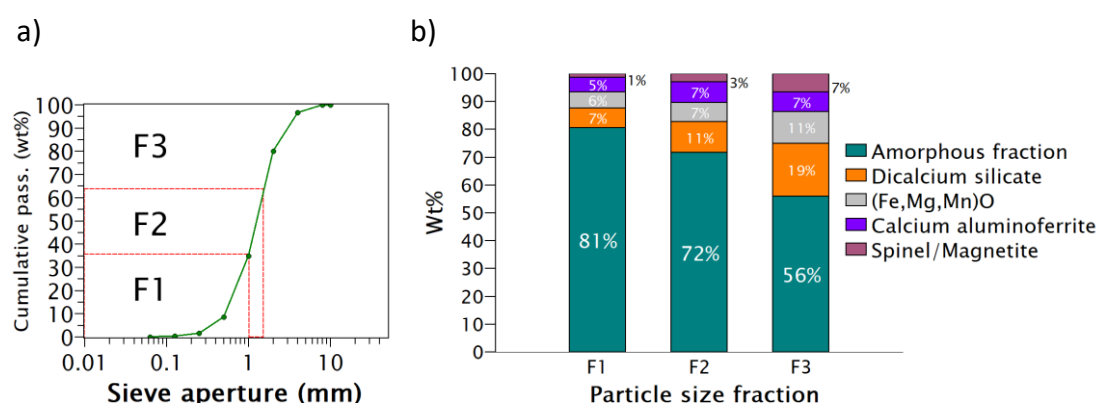 a)
Cumulative pass. (wt%)
100
90
80
70
60
50
40
30
20
10
0
F3
F2
F1
0.01
0.1
1
10
Sieve aperture (mm)
b)
Wt%
100
90
80
70
60
50
40
30
20
10
0
5%
1%
6%
7%
81%
7%
3%
7%
11%
72%
7%
7%
11%
19%
56%
F1
F2
F3
Particle size fraction
Amorphous fraction
Dicalcium silicate
(Fe,Mg,Mn)O
Calcium aluminoferrite
Spinel/Magnetite